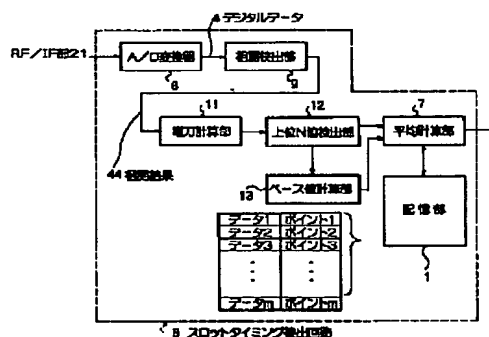 4 デジタルデータ
RF/IF部21
A/D変換器
相関検出部
8
9
11
12
7
電力計算部
上位N値検出部
平均計算部
44 相関結果
13
ベース値計算部
記憶部
1
データ1 ポイント1
データ2 ポイント2
データ3 ポイント3
データm ポイントm
スロットタイミング検出回路